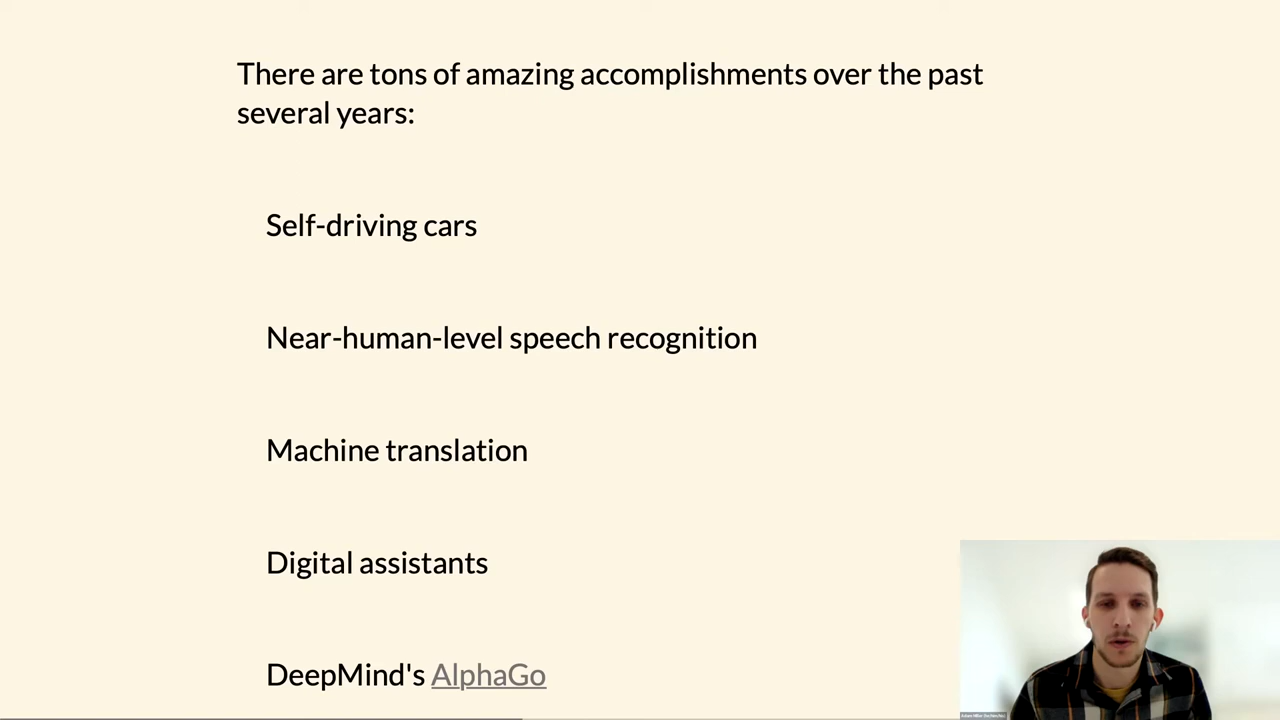 There are tons of amazing accomplishments over the past
several years:
Self-driving cars
Near-human-level speech recognition
Machine translation
Digital assistants
DeepMind's AlphaGo